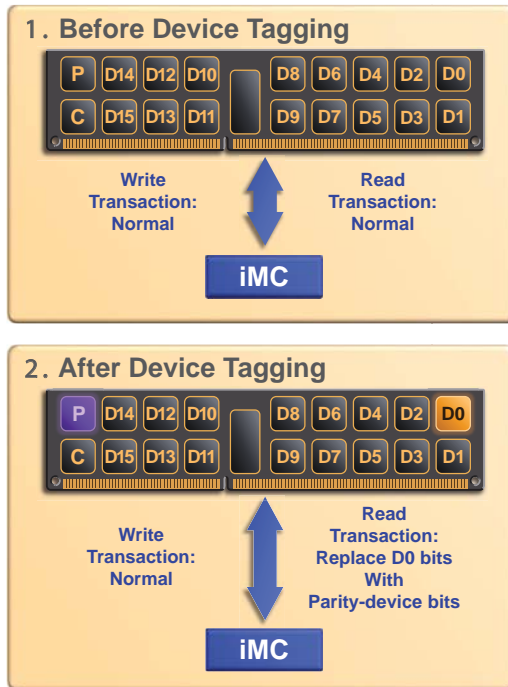 1. Before Device Tagging
P D14 D12 D10 D8 D6 D4 D2 D0
C D15 D13 D11 D9 D7 D5 D3 D1
Write
Transaction:
Normal
Read
Transaction:
Normal
iMC
2. After Device Tagging
P D14 D12 D10 D8 D6 D4 D2 D0
C D15 D13 D11 D9 D7 D5 D3 D1
Write
Transaction:
Normal
Read
Transaction:
Replace D0 bits
With
Parity-device bits
iMC